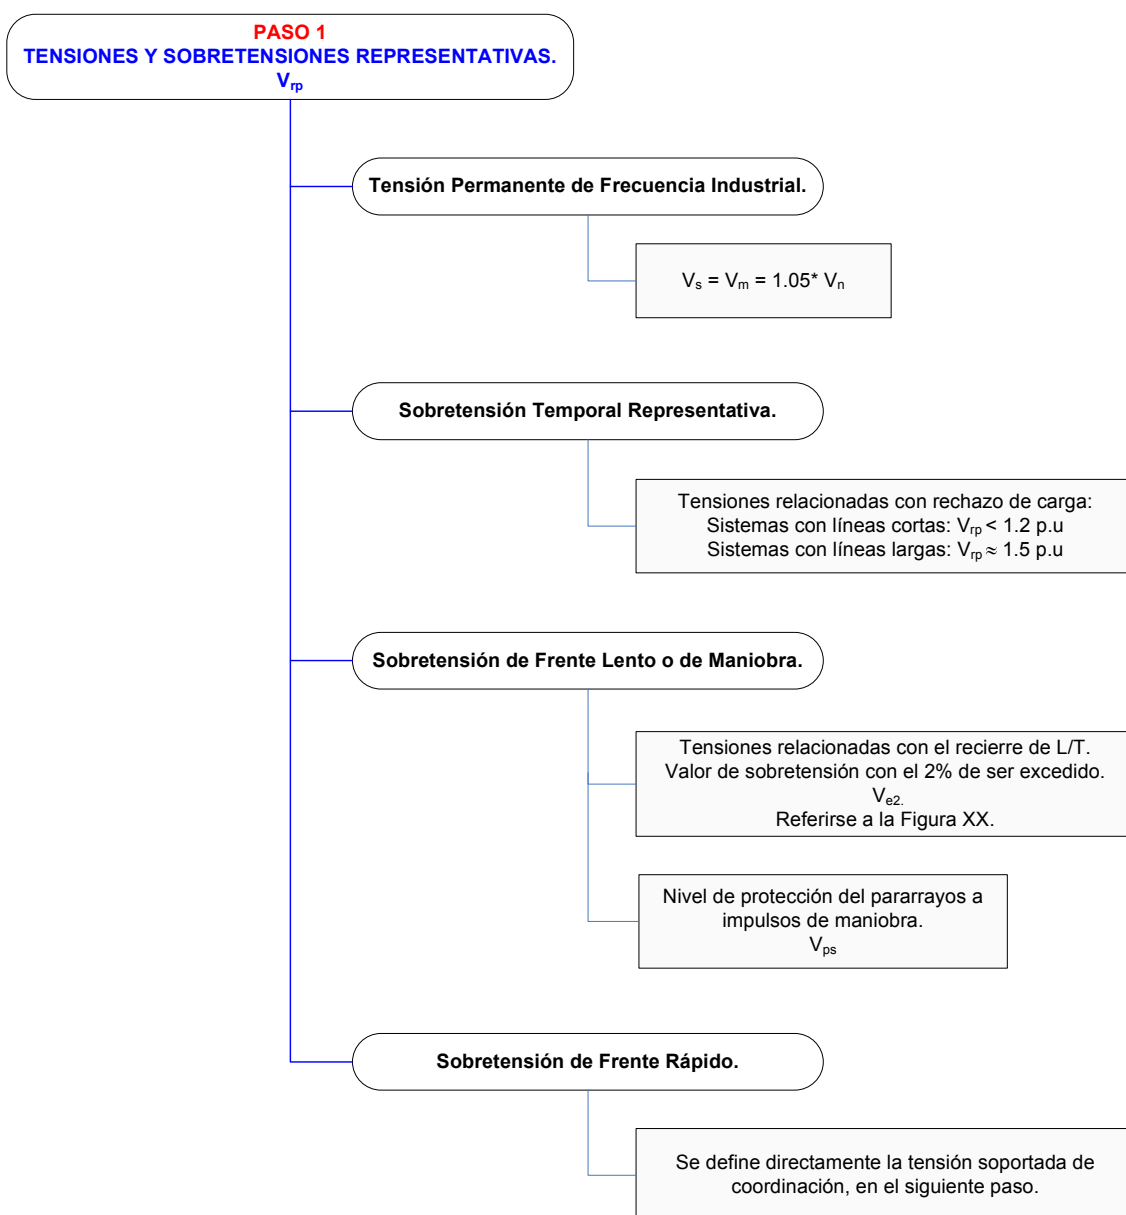 PASO 1
TENSIONES Y SOBRETENSIONES REPRESENTATIVAS.
Vrp
Tensión Permanente de Frecuencia Industrial.
Vs = Vm = 1.05* Vn
Sobretensión Temporal Representativa.
Tensiones relacionadas con rechazo de carga:
Sistemas con líneas cortas: Vrp < 1.2 p.u
Sistemas con líneas largas: Vrp ≈ 1.5 p.u
Sobretensión de Frente Lento o de Maniobra.
Tensiones relacionadas con el recierre de L/T.
Valor de sobretensión con el 2% de ser excedido.
Ve2.
Referirse a la Figura XX.
Nivel de protección del pararrayos a
impulsos de maniobra.
Vps
Sobretensión de Frente Rápido.
Se define directamente la tensión soportada de
coordinación, en el siguiente paso.